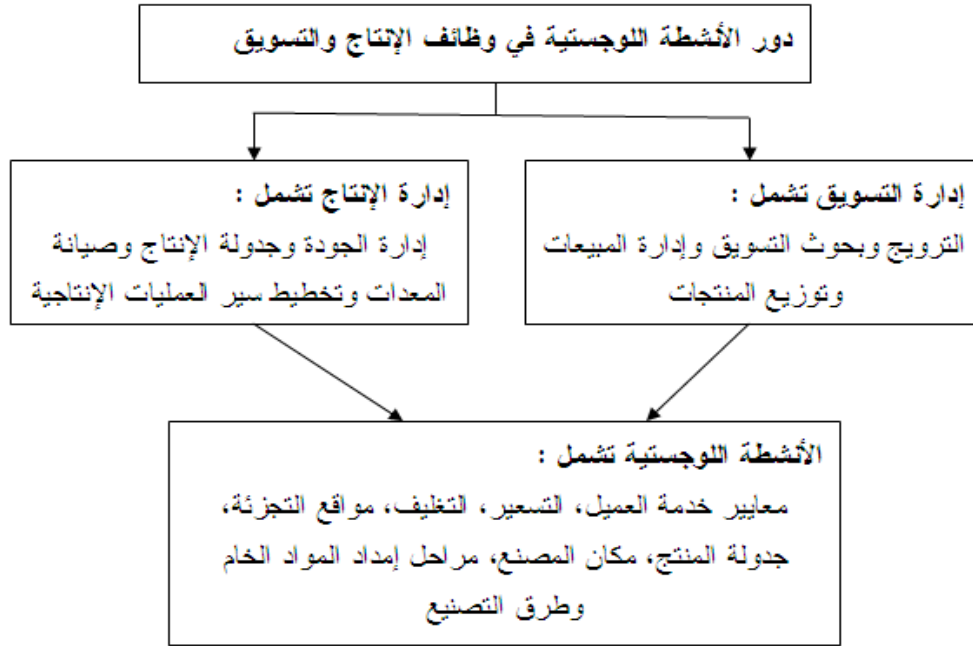 دور الأنشطة اللوجستية في وظائف الإنتاج والتسويق
إدارة التسويق تشمل :
الترويج وبحوث التسويق وإدارة المبيعات
وتوزيع المنتجات
إدارة الإنتاج تشمل :
إدارة الجودة وجدولة الإنتاج وصيانة
المعدات وتخطيط سير العمليات الإنتاجية
الأنشطة اللوجستية تشمل :
معايير خدمة العميل، التسعير، التغليف، مواقع التجزئة،
جدولة المنتج، مكان المصنع، مراحل إمداد المواد الخام
وطرق التصنيع